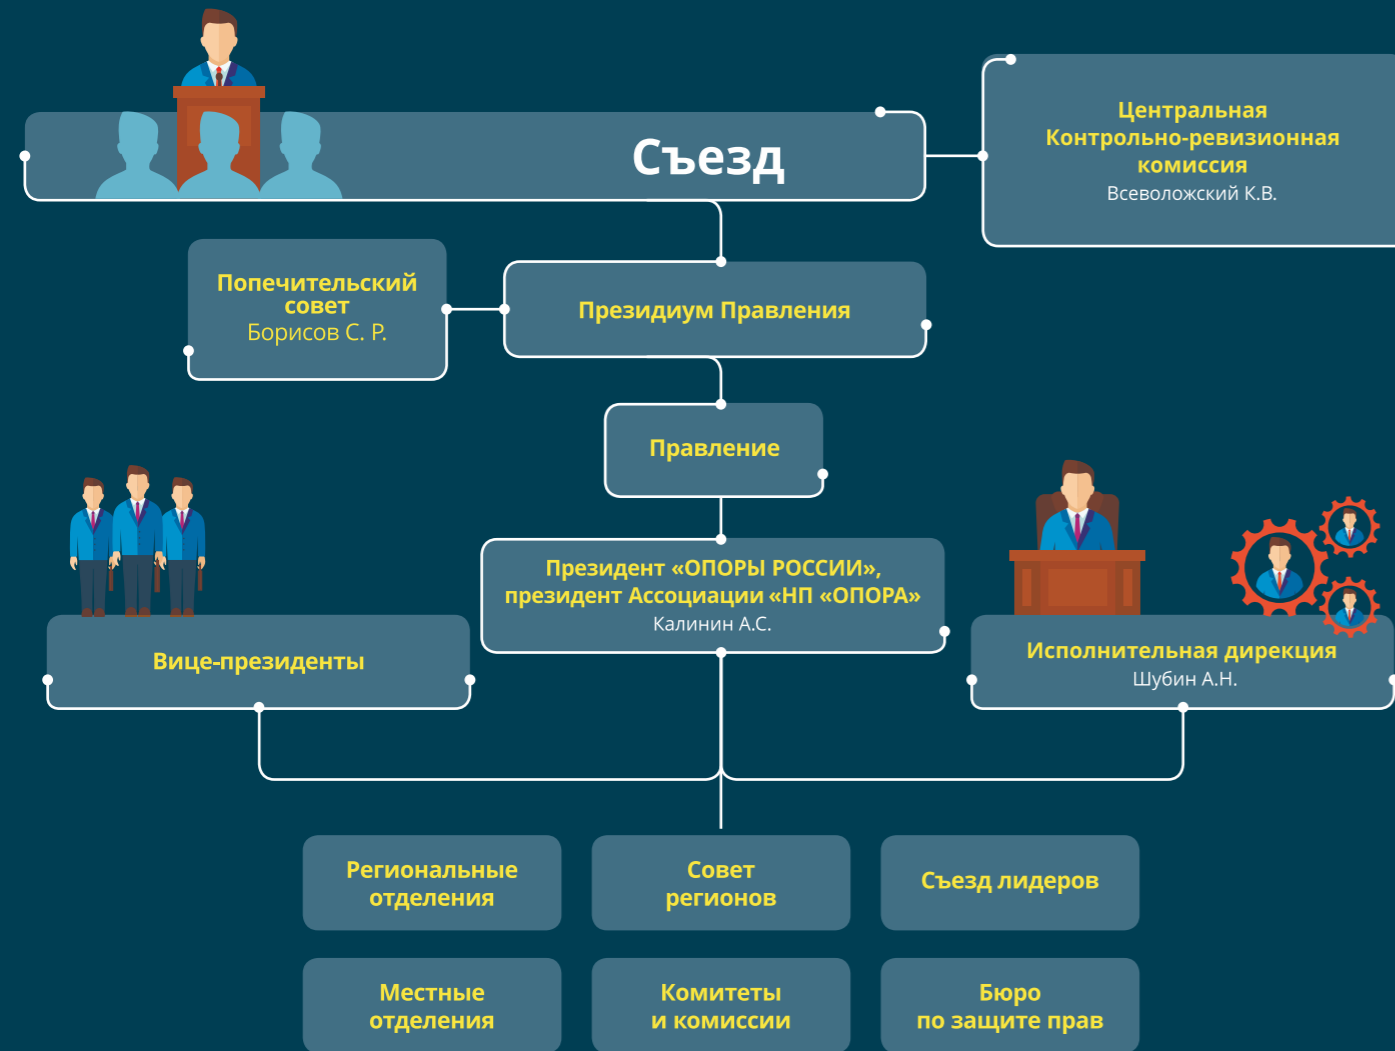 Съезд
Центральная
Контрольно-ревизионная
комиссия
Всеволожский К.В.
Попечительский
совет
Борисов С. Р.
Президиум Правления
Правление
Президент «ОПОРЫ РОССИИ»,
президент Ассоциации «НП «ОПОРА»
Калинин А.С.
Вице-президенты
Исполнительная дирекция
Шубин А.Н.
Региональные
отделения
Совет
регионов
Съезд лидеров
Местные
отделения
Комитеты
и комиссии
Бюро
по защите прав